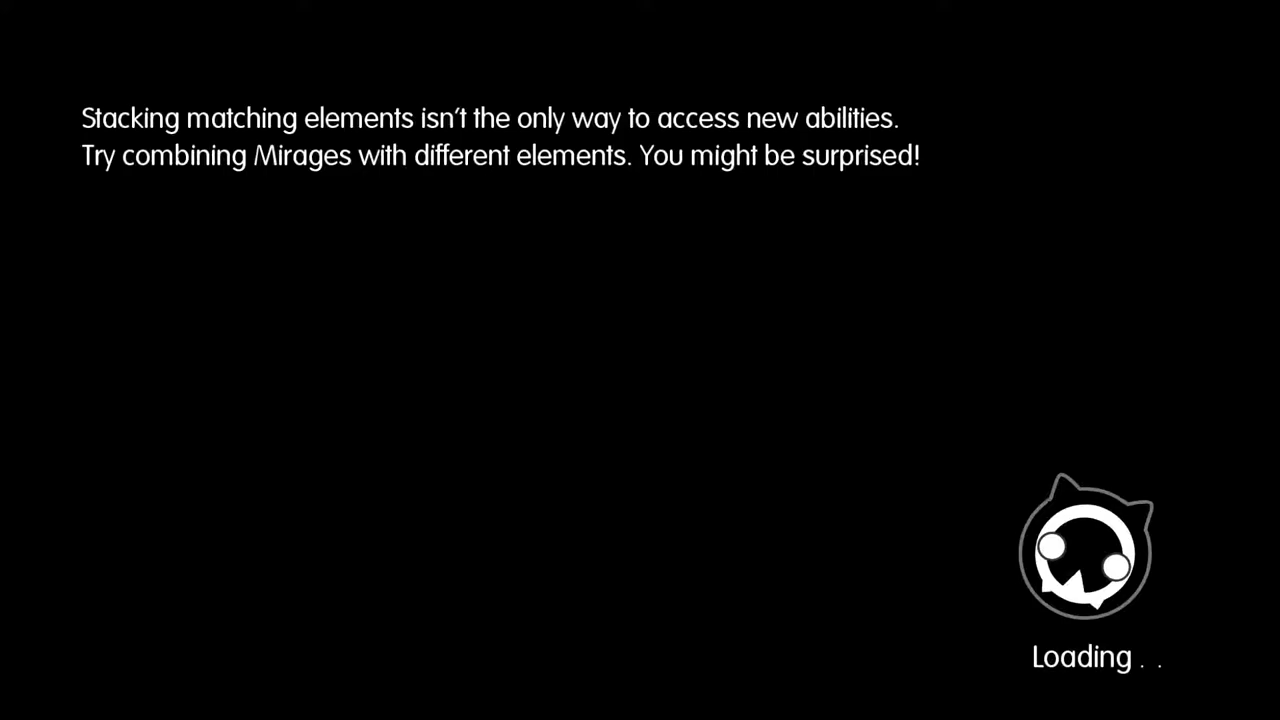 Stacking matching elements isn't the only way to access new abilities.
Try combining Mirages with different elements. You might be surprised!
Loading . .